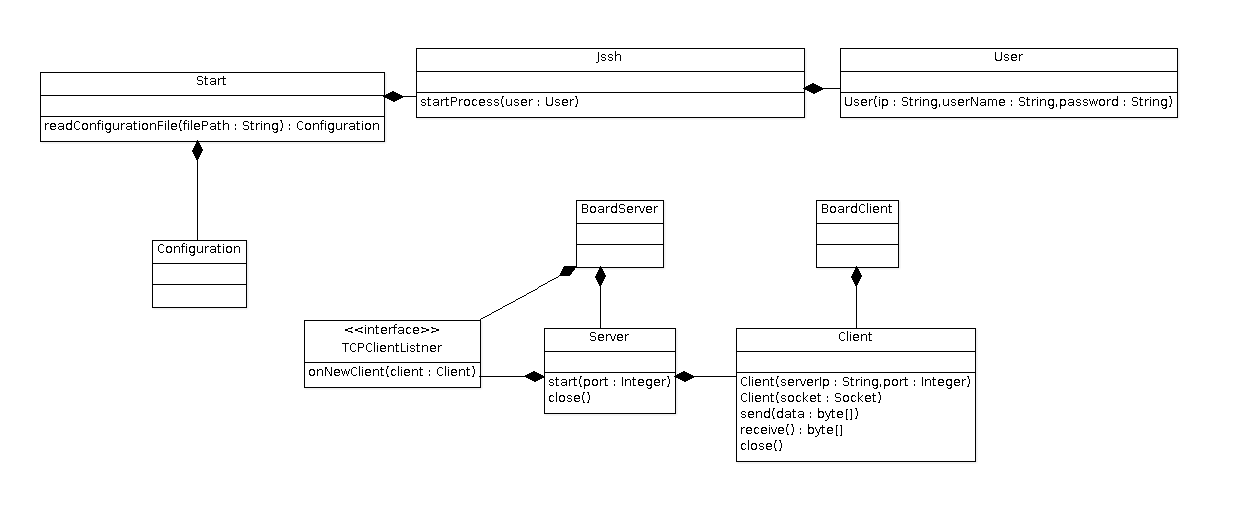 Start
readConfigurationFile(filePath : String) : Configuration
Jssh
startProcess(user : User)
User
User(ip : String,userName : String,password : String)
Configuration
BoardServer
BoardClient
<<interface>>
TCPClientListner
onNewClient(client : Client)
Server
start(port : Integer)
close()
Client
Client(serverIp : String,port : Integer)
Client(socket : Socket)
send(data : byte[])
receive() : byte[]
close()